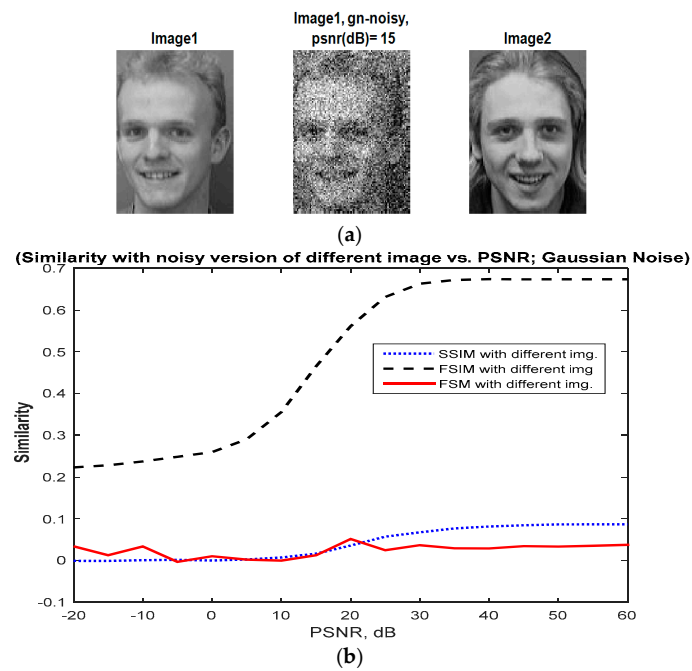 Image1
Image1, gn-noisy,
psnr(dB)= 15
Image2
(a)
(Similarity with noisy version of different image vs. PSNR; Gaussian Noise)
0.7
0.6
0.5
0.4
0.3
0.2
0.1
0
-0.1
Similarity
SSIM with different img.
FSIM with different img
FSM with different img.
-20
-10
0
10
20
30
40
50
60
PSNR, dB
(b)